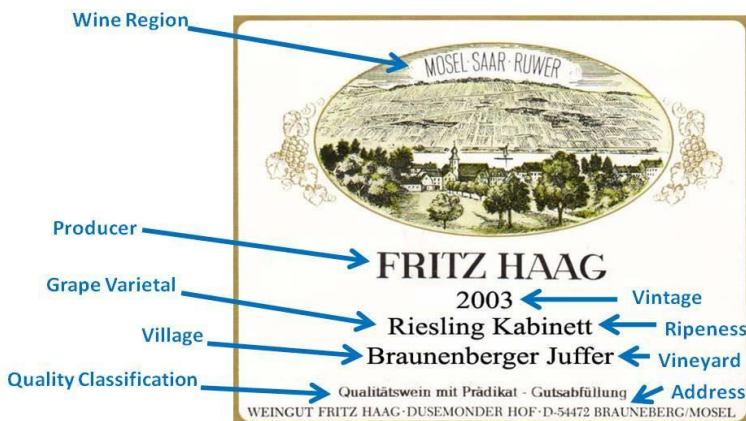 Wine Region
MOSEL·SAAR·RUWER
Producer
FRITZ HAAG
Grape Varietal
2003
Vintage
Riesling Kabinett
Ripeness
Village
Braunenberger Juffer
Vineyard
Quality Classification
Qualitätswein mit Prädikat - Gutsabfüllung
Address
WEINGUT FRITZ HAAG·DUSEMONDER HOF·D-54472 BRAUNEBERG/MOSEL